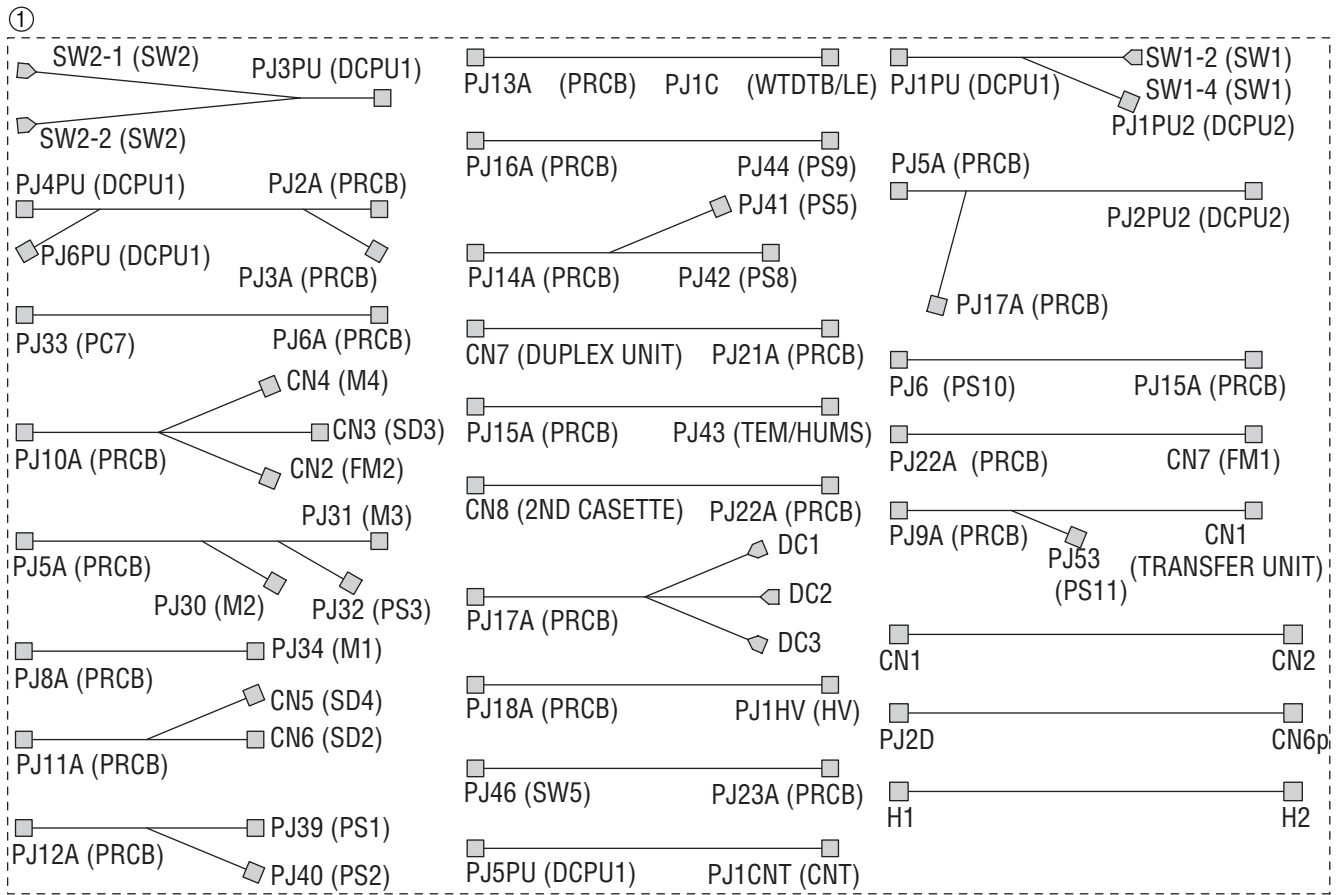 ①
SW2-1 (SW2)
PJ3PU (DCPU1)
SW2-2 (SW2)
PJ4PU (DCPU1)
PJ2A (PRCB)
PJ6PU (DCPU1)
PJ3A (PRCB)
PJ33 (PC7)
PJ6A (PRCB)
CN4 (M4)
CN3 (SD3)
PJ10A (PRCB)
CN2 (FM2)
PJ31 (M3)
PJ5A (PRCB)
PJ30 (M2)
PJ32 (PS3)
PJ34 (M1)
PJ8A (PRCB)
CN5 (SD4)
CN6 (SD2)
PJ11A (PRCB)
PJ39 (PS1)
PJ12A (PRCB)
PJ40 (PS2)
PJ13A (PRCB)
PJ1C (WTDTB/LE)
PJ16A (PRCB)
PJ44 (PS9)
PJ41 (PS5)
PJ14A (PRCB)
PJ42 (PS8)
CN7 (DUPLEX UNIT)
PJ21A (PRCB)
PJ15A (PRCB)
PJ43 (TEM/HUMS)
CN8 (2ND CASETTE)
PJ22A (PRCB)
DC1
DC2
PJ17A (PRCB)
DC3
PJ18A (PRCB)
PJ1HV (HV)
PJ46 (SW5)
PJ23A (PRCB)
PJ5PU (DCPU1)
PJ1CNT (CNT)
PJ1PU (DCPU1)
SW1-2 (SW1)
SW1-4 (SW1)
PJ1PU2 (DCPU2)
PJ5A (PRCB)
PJ2PU2 (DCPU2)
PJ17A (PRCB)
PJ6 (PS10)
PJ15A (PRCB)
PJ22A (PRCB)
CN7 (FM1)
PJ9A (PRCB)
PJ53
(PS11)
CN1
(TRANSFER UNIT)
CN1
CN2
PJ2D
CN6p
H1
H2